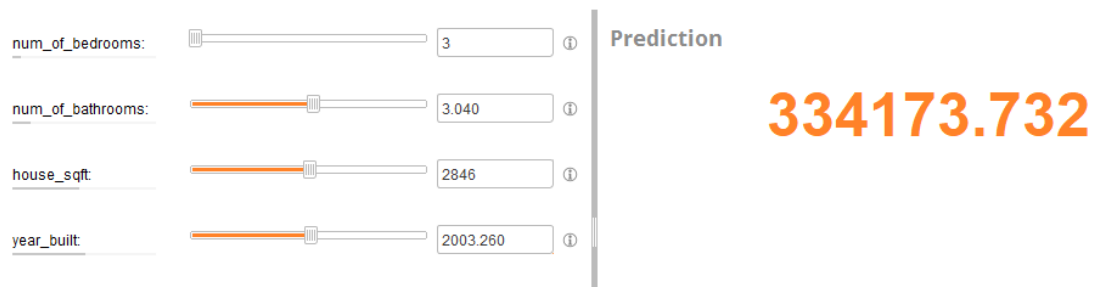 num_of_bedrooms: 3
Prediction
num_of_bathrooms: 3.040
334173.732
house_sqft: 2846
year_built: 2003.260